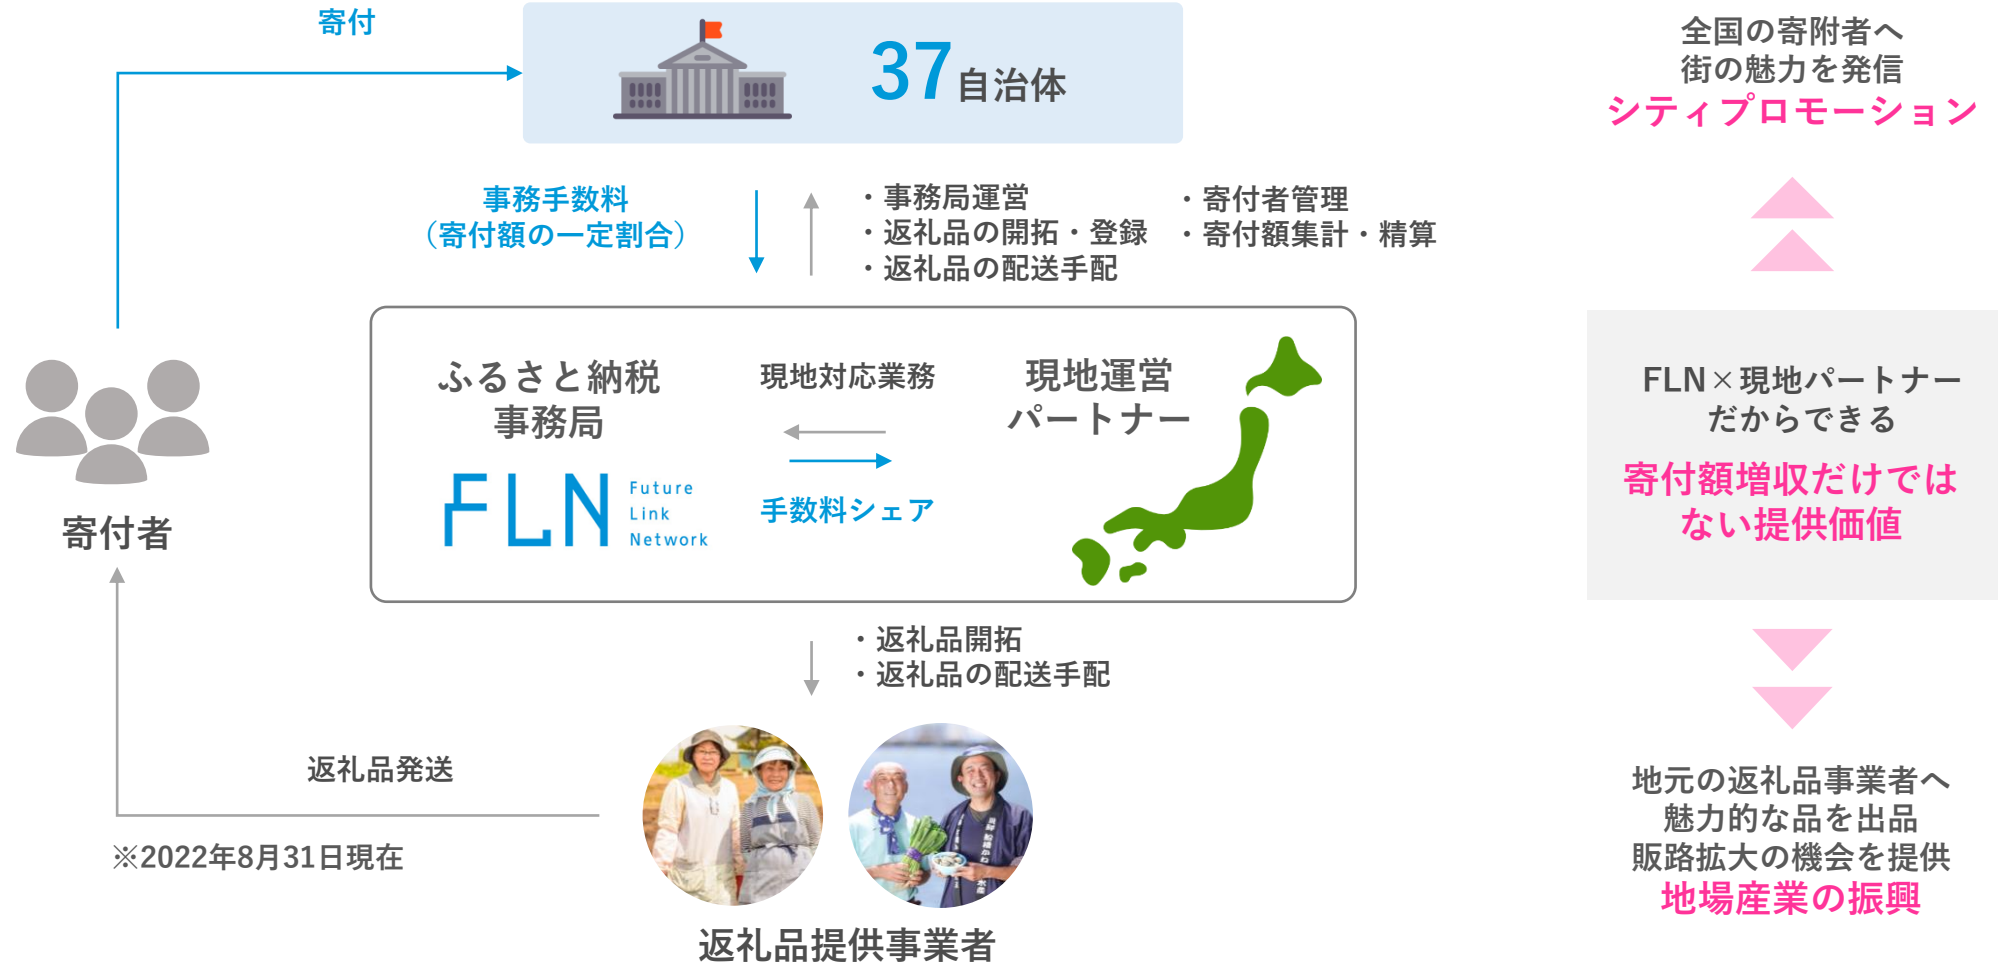 寄付
37自治体
事務手数料
（寄付額の一定割合）
・事務局運営
・返礼品の開拓・登録
・返礼品の配送手配
・寄付者管理
・寄付額集計・精算
ふるさと納税
事務局
FLN
Future
Link
Network
現地対応業務
手数料シェア
現地運営
パートナー
寄付者
・返礼品開拓
・返礼品の配送手配
返礼品発送
※2022年8月31日現在
返礼品提供事業者
全国の寄附者へ
街の魅力を発信
シティプロモーション
FLN×現地パートナー
だからできる
寄付額増収だけでは
ない提供価値
地元の返礼品事業者へ
魅力的な品を出品
販路拡大の機会を提供
地場産業の振興